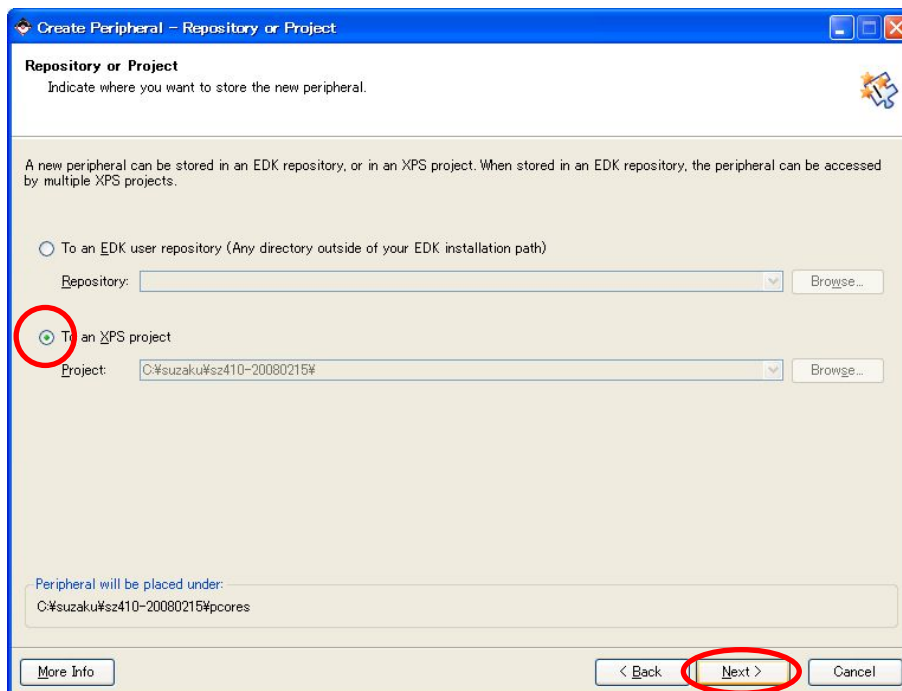 Create Peripheral - Repository or Project
Repository or Project
Indicate where you want to store the new peripheral.
A new peripheral can be stored in an EDK repository, or in an XPS project. When stored in an EDK repository, the peripheral can be accessed
by multiple XPS projects.
To an EDK user repository (Any directory outside of your EDK installation path)
Repository: Browse...
To an XPS project
Project: C:¥suzaku¥sz410-20080215¥ Browse...
Peripheral will be placed under:
C:¥suzaku¥sz410-20080215¥pcores
More Info < Back Next > Cancel